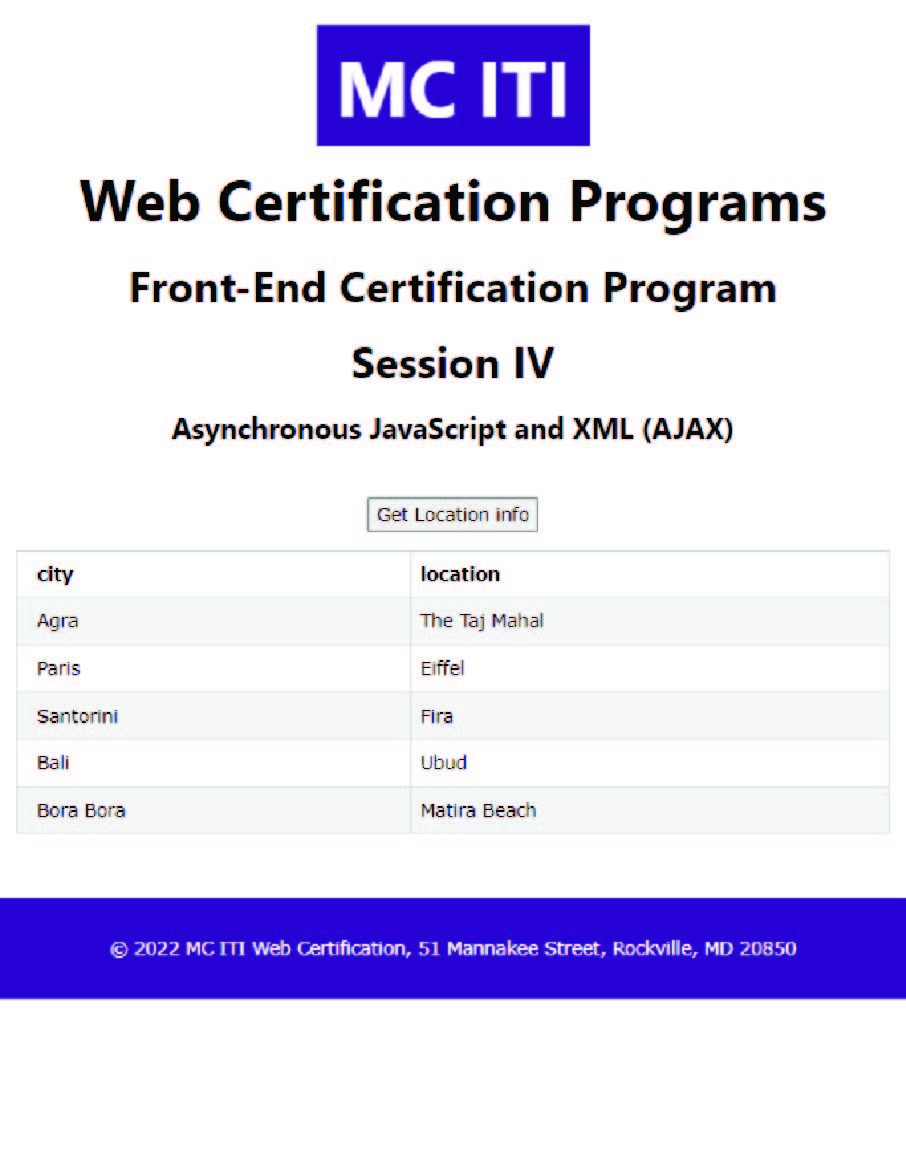 MC ITI
Web Certification Programs
Front-End Certification Program
Session IV
Asynchronous JavaScript and XML (AJAX)
Get Location info
city location
Agra The Taj Mahal
Paris Eiffel
Santorini Fira
Bali Ubud
Bora Bora Matira Beach
© 2022 MC ITI Web Certification, 51 Mannakee Street, Rockville, MD 20850